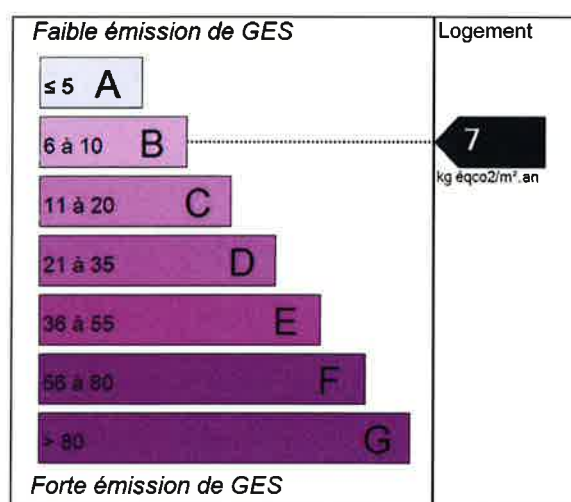 Faible émission de GES
Logement
≤ 5 A
6 à 10 B
7
kg éqco2/m².an
11 à 20 C
21 à 35 D
36 à 55 E
56 à 80 F
> 80 G
Forte émission de GES